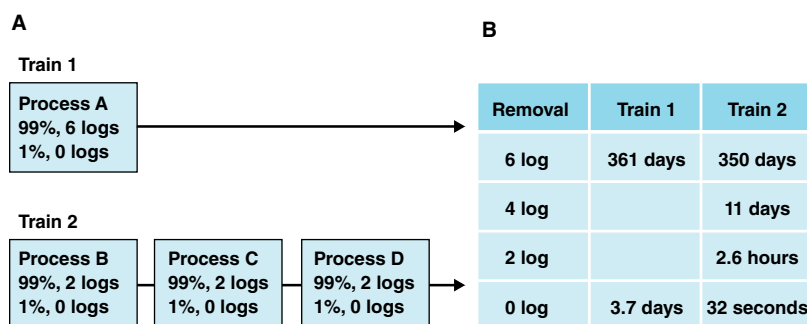 A
Train 1
Process A
99%, 6 logs
1%, 0 logs
Train 2
Process B
99%, 2 logs
1%, 0 logs
Process C
99%, 2 logs
1%, 0 logs
Process D
99%, 2 logs
1%, 0 logs
B
Removal Train 1 Train 2
6 log 361 days 350 days
4 log 11 days
2 log 2.6 hours
0 log 3.7 days 32 seconds